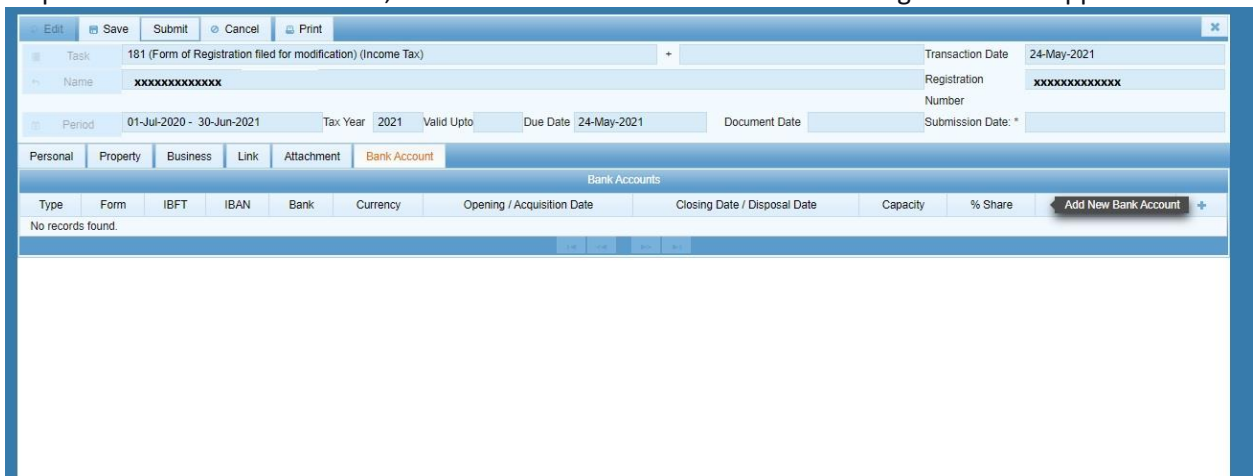 Edit Save Submit Cancel Print
Task 181 (Form of Registration filed for modification) (Income Tax) + Transaction Date 24-May-2021
Name xxxxxxxxxxxxx Registration Number xxxxxxxxxxxxx
Period 01-Jul-2020 - 30-Jun-2021 Tax Year 2021 Valid Upto Due Date 24-May-2021 Document Date Submission Date: *
Personal Property Business Link Attachment Bank Account
Bank Accounts
Type Form IBFT IBAN Bank Currency Opening / Acquisition Date Closing Date / Disposal Date Capacity % Share Add New Bank Account +
No records found.